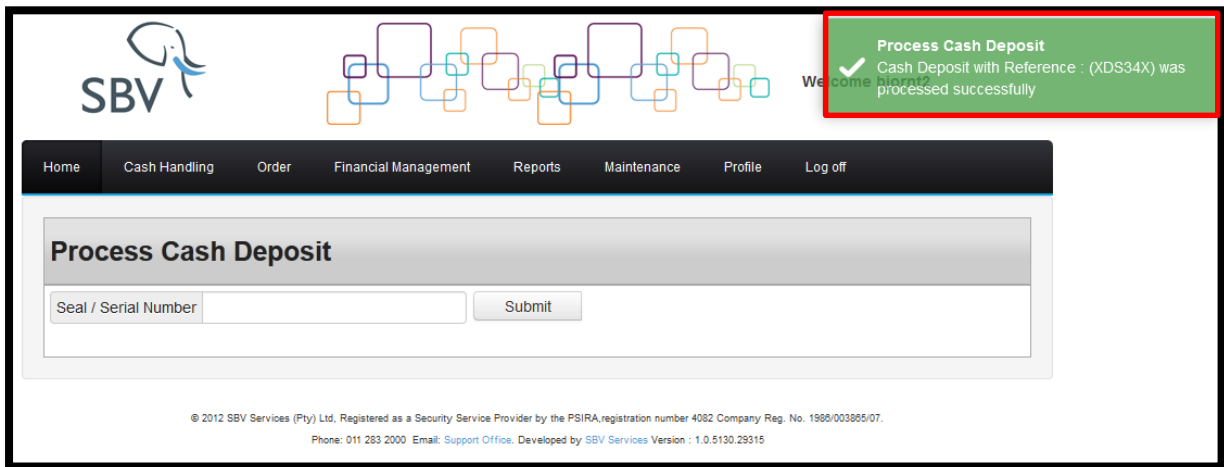 SBV
Welcome bjornt2
Process Cash Deposit
Cash Deposit with Reference : (XDS34X) was
processed successfully
Home Cash Handling Order Financial Management Reports Maintenance Profile Log off
Process Cash Deposit
Seal / Serial Number Submit
© 2012 SBV Services (Pty) Ltd, Registered as a Security Service Provider by the PSIRA,registration number 4082 Company Reg. No. 1986/003865/07.
Phone: 011 283 2000 Email: Support Office. Developed by SBV Services Version : 1.0.5130.29315